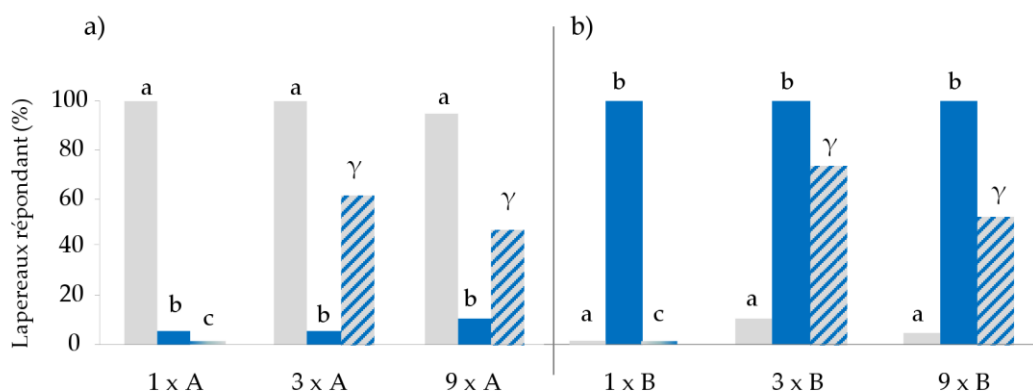 a)
b)
Lapereaux répondant (%)
100
80
60
40
20
0
a
b
c
a
b
γ
a
b
γ
a
b
c
a
b
γ
a
b
γ
1 x A
3 x A
9 x A
1 x B
3 x B
9 x B